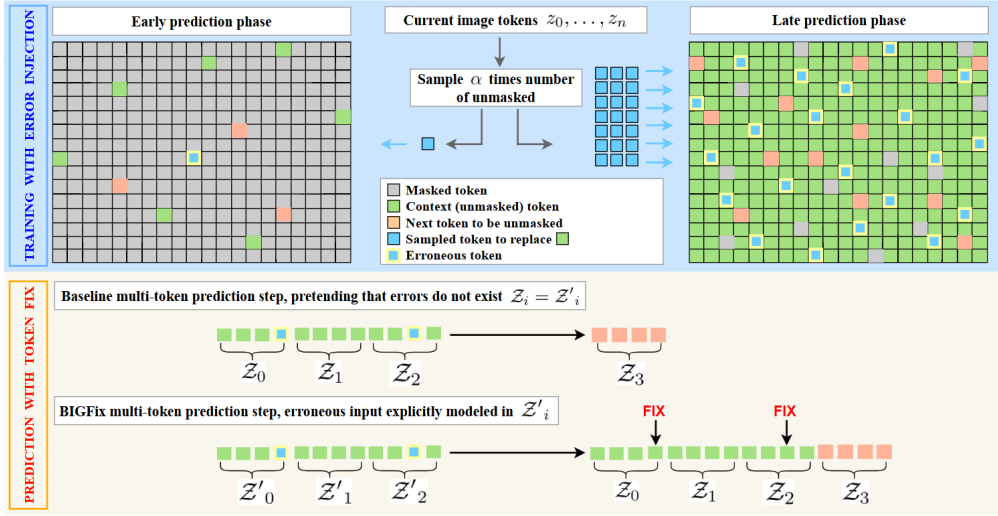 TRAINING WITH ERROR INJECTION
Early prediction phase
Current image tokens z₀, . . . , zₙ
Late prediction phase
Sample α times number
of unmasked
Masked token
Context (unmasked) token
Next token to be unmasked
Sampled token to replace
Erroneous token
PREDICTION WITH TOKEN FIX
Baseline multi-token prediction step, pretending that errors do not exist 𝒵ᵢ = 𝒵′ᵢ
𝒵₀ 𝒵₁ 𝒵₂ 𝒵₃
BIGFix multi-token prediction step, erroneous input explicitly modeled in 𝒵′ᵢ
FIX FIX
𝒵′₀ 𝒵′₁ 𝒵′₂ 𝒵₀ 𝒵₁ 𝒵₂ 𝒵₃